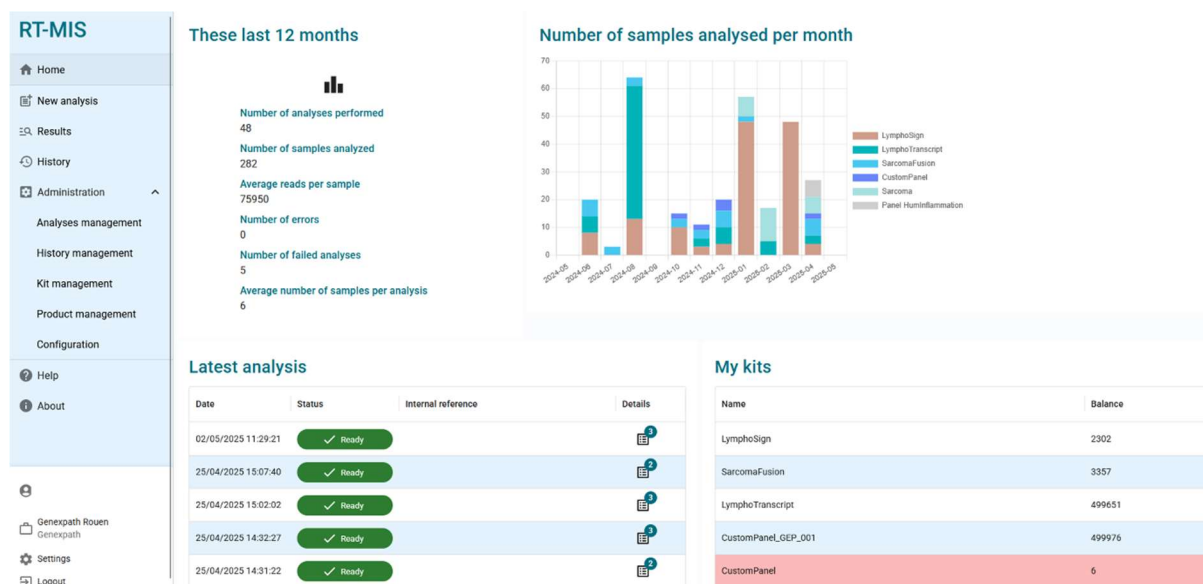 RT-MIS
Home
New analysis
Results
History
Administration
Analyses management
History management
Kit management
Product management
Configuration
Help
About
Genexpath Rouen
Genexpath
Settings
Logout
These last 12 months
Number of analyses performed
48
Number of samples analyzed
282
Average reads per sample
75950
Number of errors
0
Number of failed analyses
5
Average number of samples per analysis
6
Number of samples analysed per month
70
60
50
40
30
20
10
0
2024-05 2024-06 2024-07 2024-08 2024-09 2024-10 2024-11 2024-12 2025-01 2025-02 2025-03 2025-04 2025-05
LymphoSign
LymphoTranscript
SarcomaFusion
CustomPanel
Sarcoma
Panel HumInflammation
Latest analysis
Date Status Internal reference Details
02/05/2025 11:29:21 Ready 3
25/04/2025 15:07:40 Ready 2
25/04/2025 15:02:02 Ready 3
25/04/2025 14:32:27 Ready 3
25/04/2025 14:31:22 Ready 2
My kits
Name Balance
LymphoSign 2302
SarcomaFusion 3357
LymphoTranscript 499651
CustomPanel_GEP_001 499976
CustomPanel 6